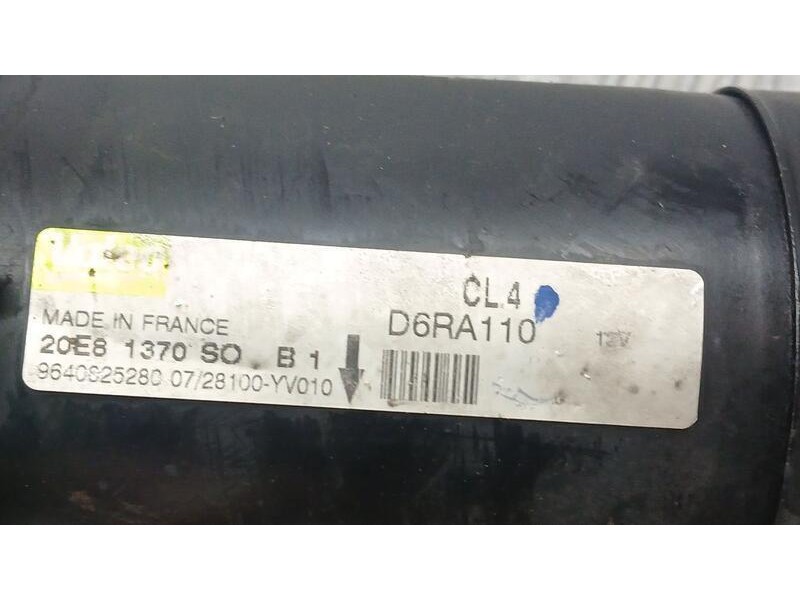 CL4
MADE IN FRANCE
D6RA110 12V
20E8 1370 SO B 1
9640825280 07/28100-YV010